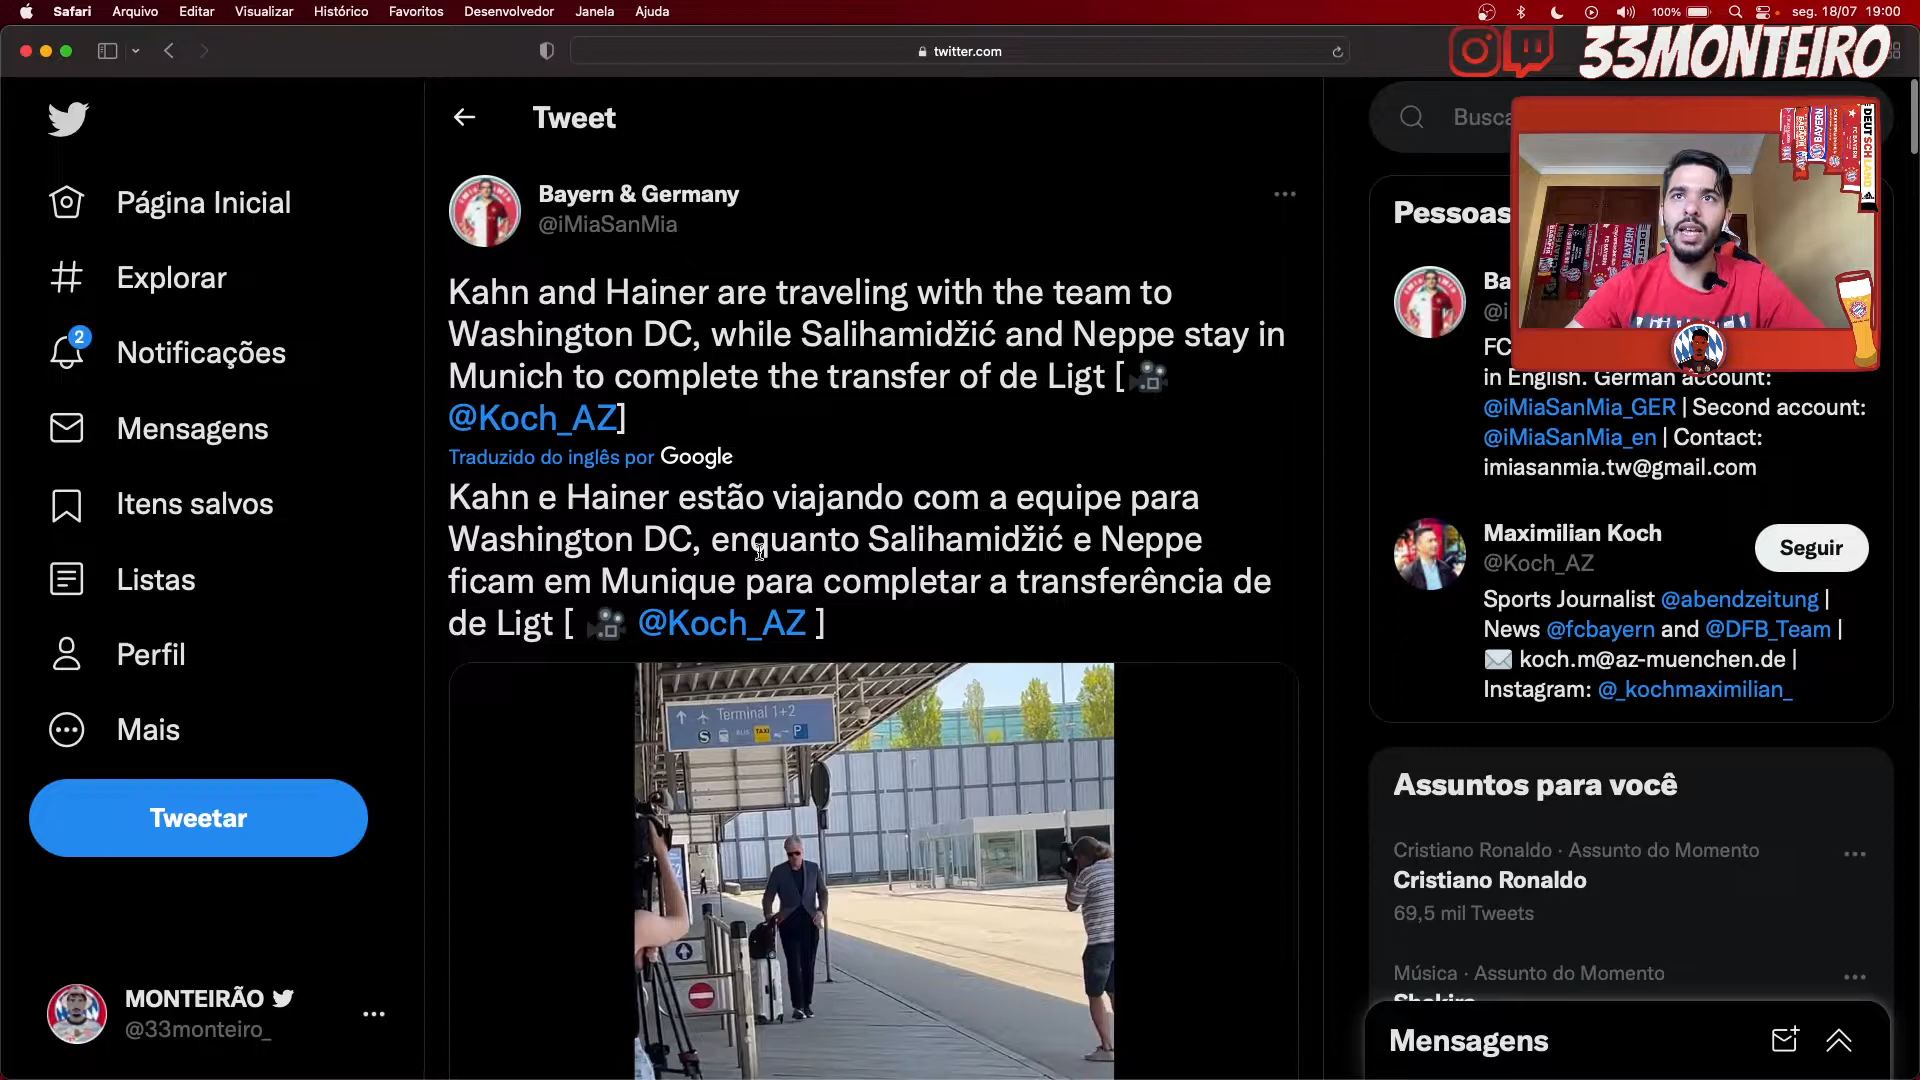 Safari Arquivo Editar Visualizar Histórico Favoritos Desenvolvedor Janela Ajuda 100% seg. 18/07 19:00
twitter.com
33MONTEIRO
Tweet
Busca
Página Inicial
Explorar
2
Notificações
Mensagens
Itens salvos
Listas
Perfil
Mais
Tweetar
MONTEIRÃO
@33monteiro_
Bayern & Germany
@iMiaSanMia
Kahn and Hainer are traveling with the team to
Washington DC, while Salihamidžić and Neppe stay in
Munich to complete the transfer of de Ligt [
@Koch_AZ]
Traduzido do inglês por Google
Kahn e Hainer estão viajando com a equipe para
Washington DC, enquanto Salihamidžić e Neppe
ficam em Munique para completar a transferência de
de Ligt [ @Koch_AZ ]
Terminal 1+2
S BUS TAXI P
Pessoas
Ba
@i
FC
in English. German account:
@iMiaSanMia_GER | Second account:
@iMiaSanMia_en | Contact:
imiasanmia.tw@gmail.com
DEUTSCHLAND
BAYERN
Maximilian Koch
@Koch_AZ
Seguir
Sports Journalist @abendzeitung |
News @fcbayern and @DFB_Team |
koch.m@az-muenchen.de |
Instagram: @_kochmaximilian_
Assuntos para você
Cristiano Ronaldo · Assunto do Momento
Cristiano Ronaldo
69,5 mil Tweets
Música · Assunto do Momento
Shakira
Mensagens